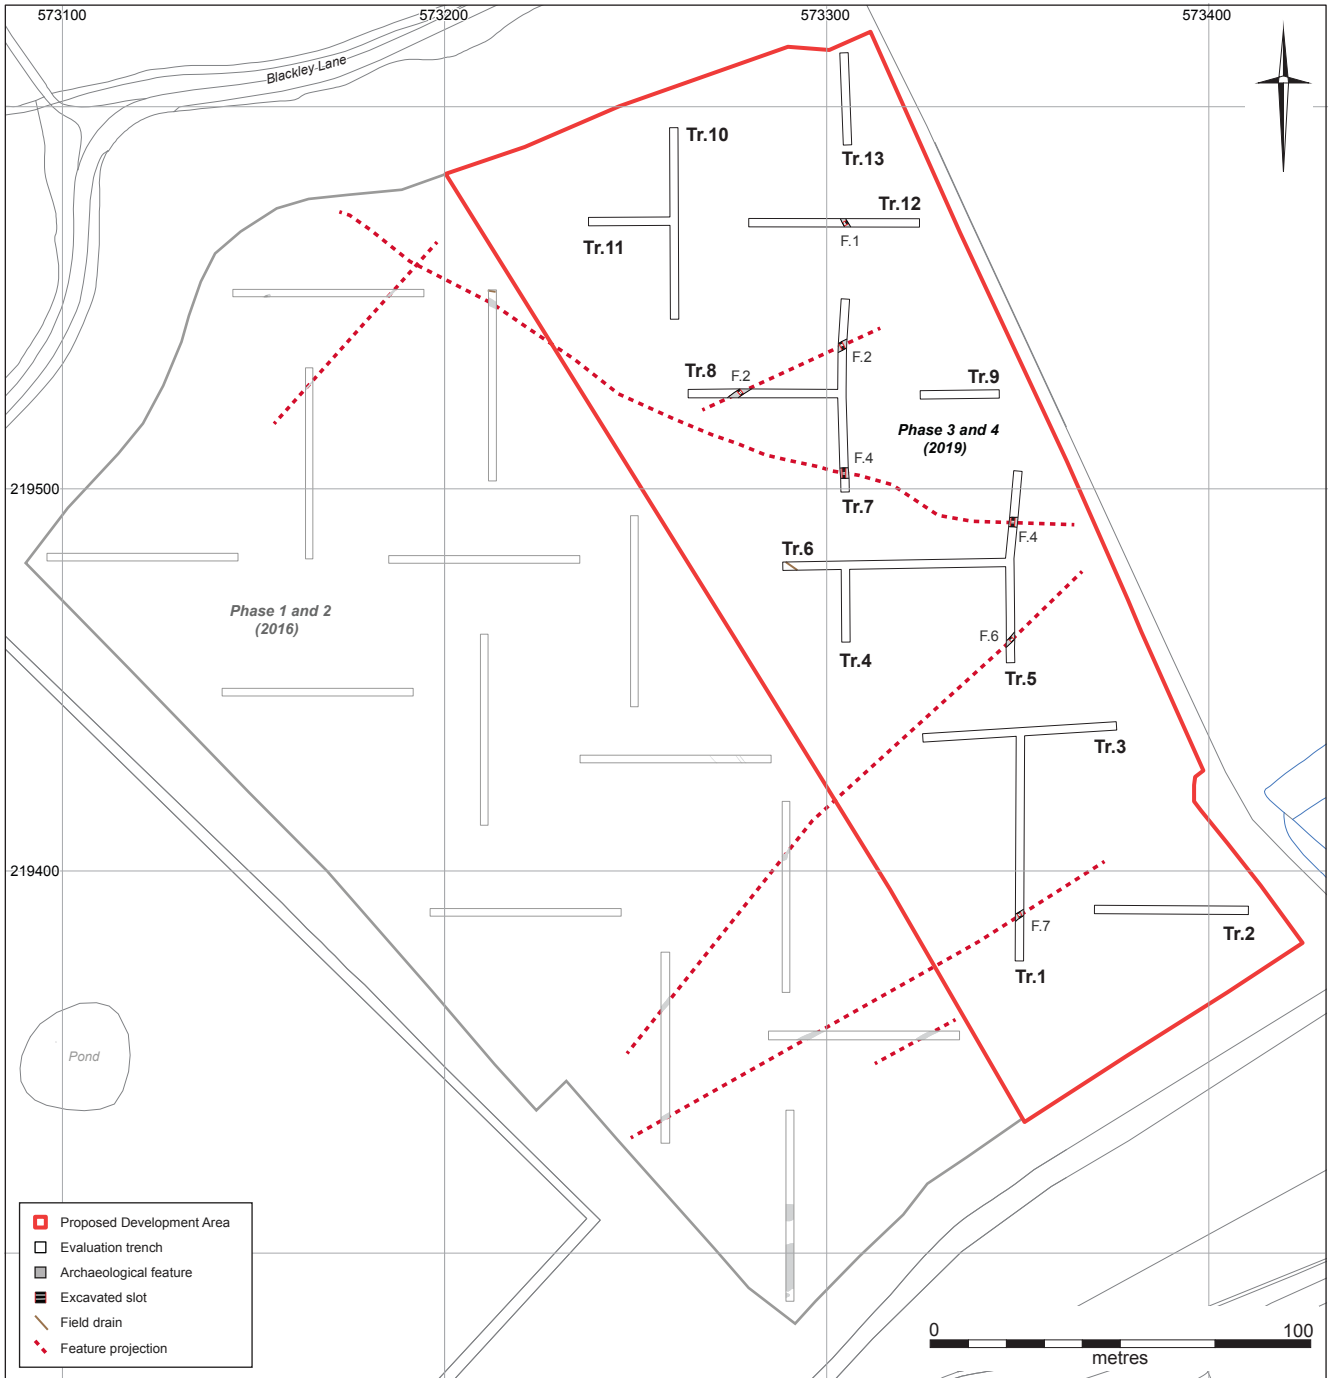 573100
573200
573300
573400
Blackley Lane
Tr.10
Tr.13
Tr.12
F.1
Tr.11
F.2
Tr.8
F.2
Tr.9
Phase 3 and 4
(2019)
F.4
219500
Tr.7
F.4
Tr.6
Phase 1 and 2
(2016)
F.6
Tr.4
Tr.5
Tr.3
219400
F.7
Tr.2
Tr.1
Pond
Proposed Development Area
Evaluation trench
Archaeological feature
Excavated slot
Field drain
Feature projection
0
100
metres